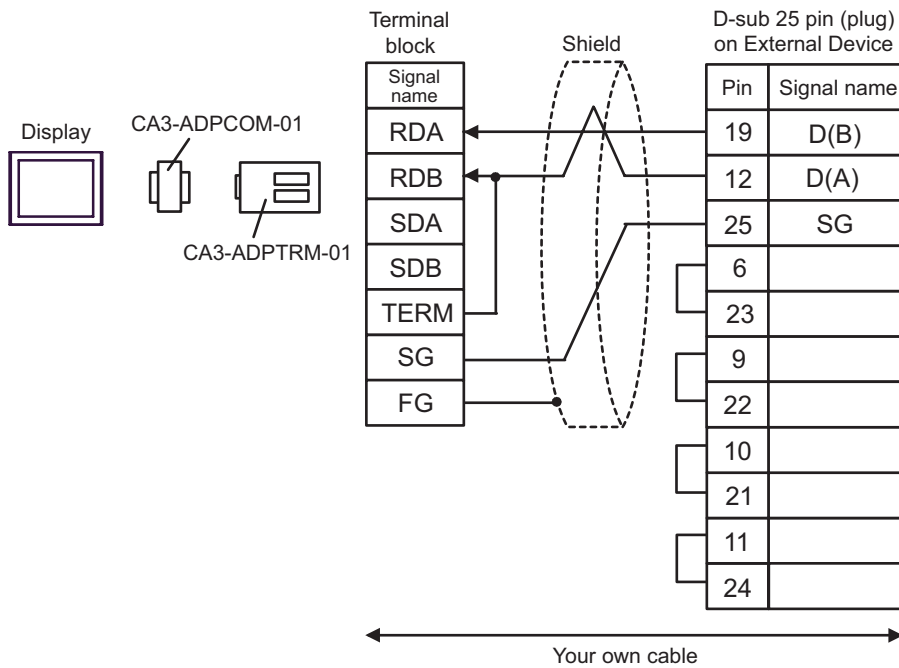 Terminal
block
Shield
D-sub 25 pin (plug)
on External Device
Display
CA3-ADPCOM-01
CA3-ADPTRM-01
Signal
name
RDA
RDB
SDA
SDB
TERM
SG
FG
Pin Signal name
19 D(B)
12 D(A)
25 SG
6
23
9
22
10
21
11
24
Your own cable